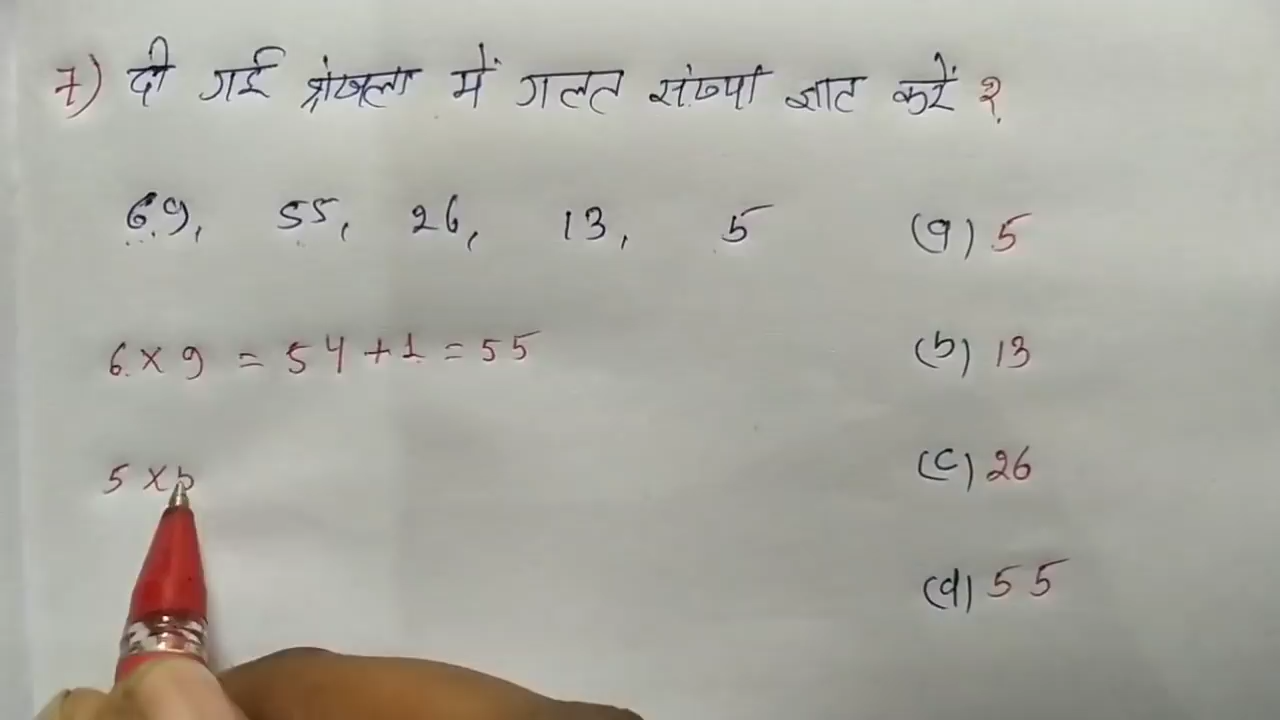 7) दी गई श्रंखला में गलत संख्या ज्ञात करें ?
69, 55, 26, 13, 5
(a) 5
6 × 9 = 54 + 1 = 55
(b) 13
5 × 5
(c) 26
(d) 55